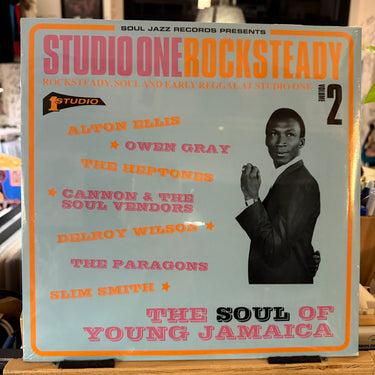 SOUL JAZZ RECORDS PRESENTS
STUDIO ONE ROCKSTEADY
ROCKSTEADY, SOUL AND EARLY REGGAE AT STUDIO ONE
VOLUME 2
1 STUDIO
ALTON ELLIS
★ OWEN GRAY
THE HEPTONES
★ CANNON & THE
SOUL VENDORS
DELROY WILSON ★
THE PARAGONS
SLIM SMITH ★
THE SOUL OF
YOUNG JAMAICA